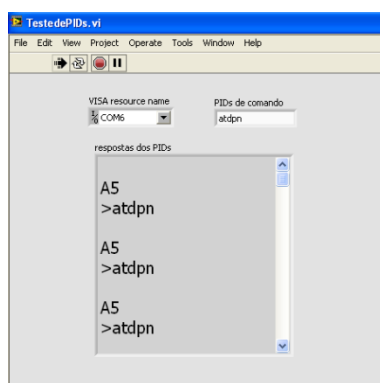 TestedePIDs.vi
File Edit View Project Operate Tools Window Help
VISA resource name
PIDs de comando
COM6
atdpn
respostas dos PIDs
A5
>atdpn
A5
>atdpn
A5
>atdpn